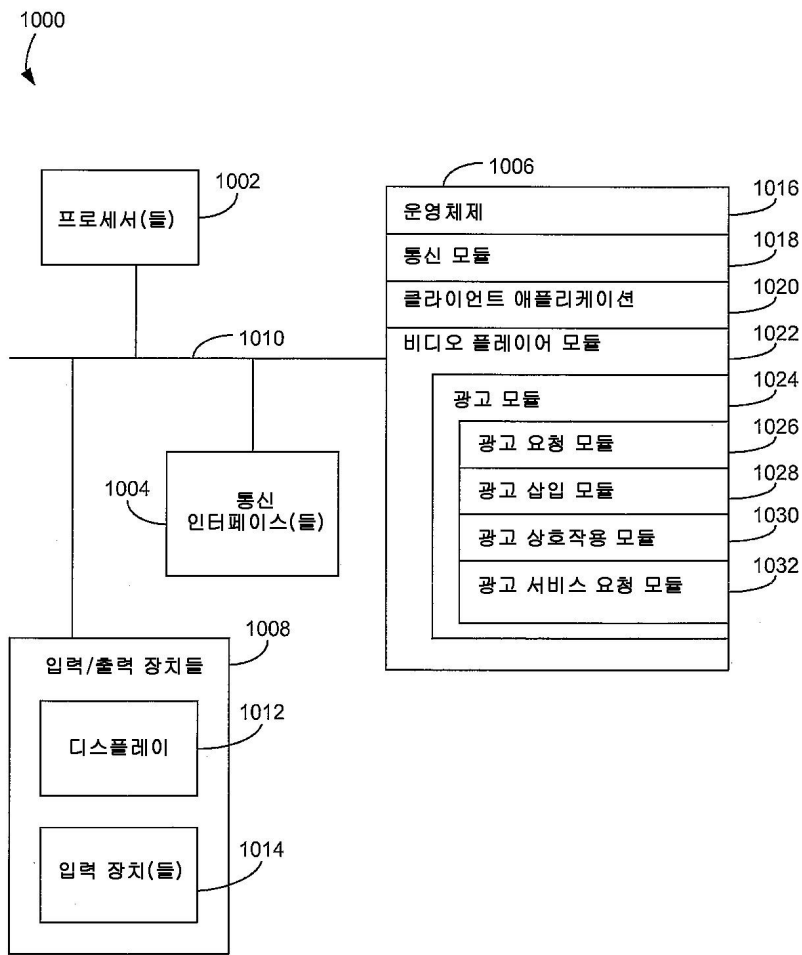 1000
1002
프로세서(들)
1006
운영체제
1016
통신 모듈
1018
클라이언트 애플리케이션
1020
비디오 플레이어 모듈
1022
1010
광고 모듈
1024
광고 요청 모듈
1026
광고 삽입 모듈
1028
광고 상호작용 모듈
1030
광고 서비스 요청 모듈
1032
1004
통신
인터페이스(들)
1008
입력/출력 장치들
1012
디스플레이
1014
입력 장치(들)